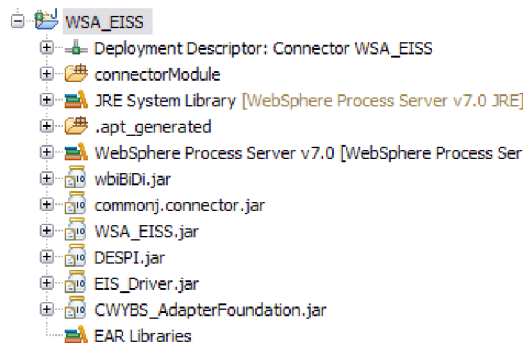 WSA_EISS
Deployment Descriptor: Connector WSA_EISS
connectorModule
JRE System Library [WebSphere Process Server v7.0 JRE]
.apt_generated
WebSphere Process Server v7.0 [WebSphere Process Ser
wbiBiDi.jar
commonj.connector.jar
WSA_EISS.jar
DESPI.jar
EIS_Driver.jar
CWYBS_AdapterFoundation.jar
EAR Libraries